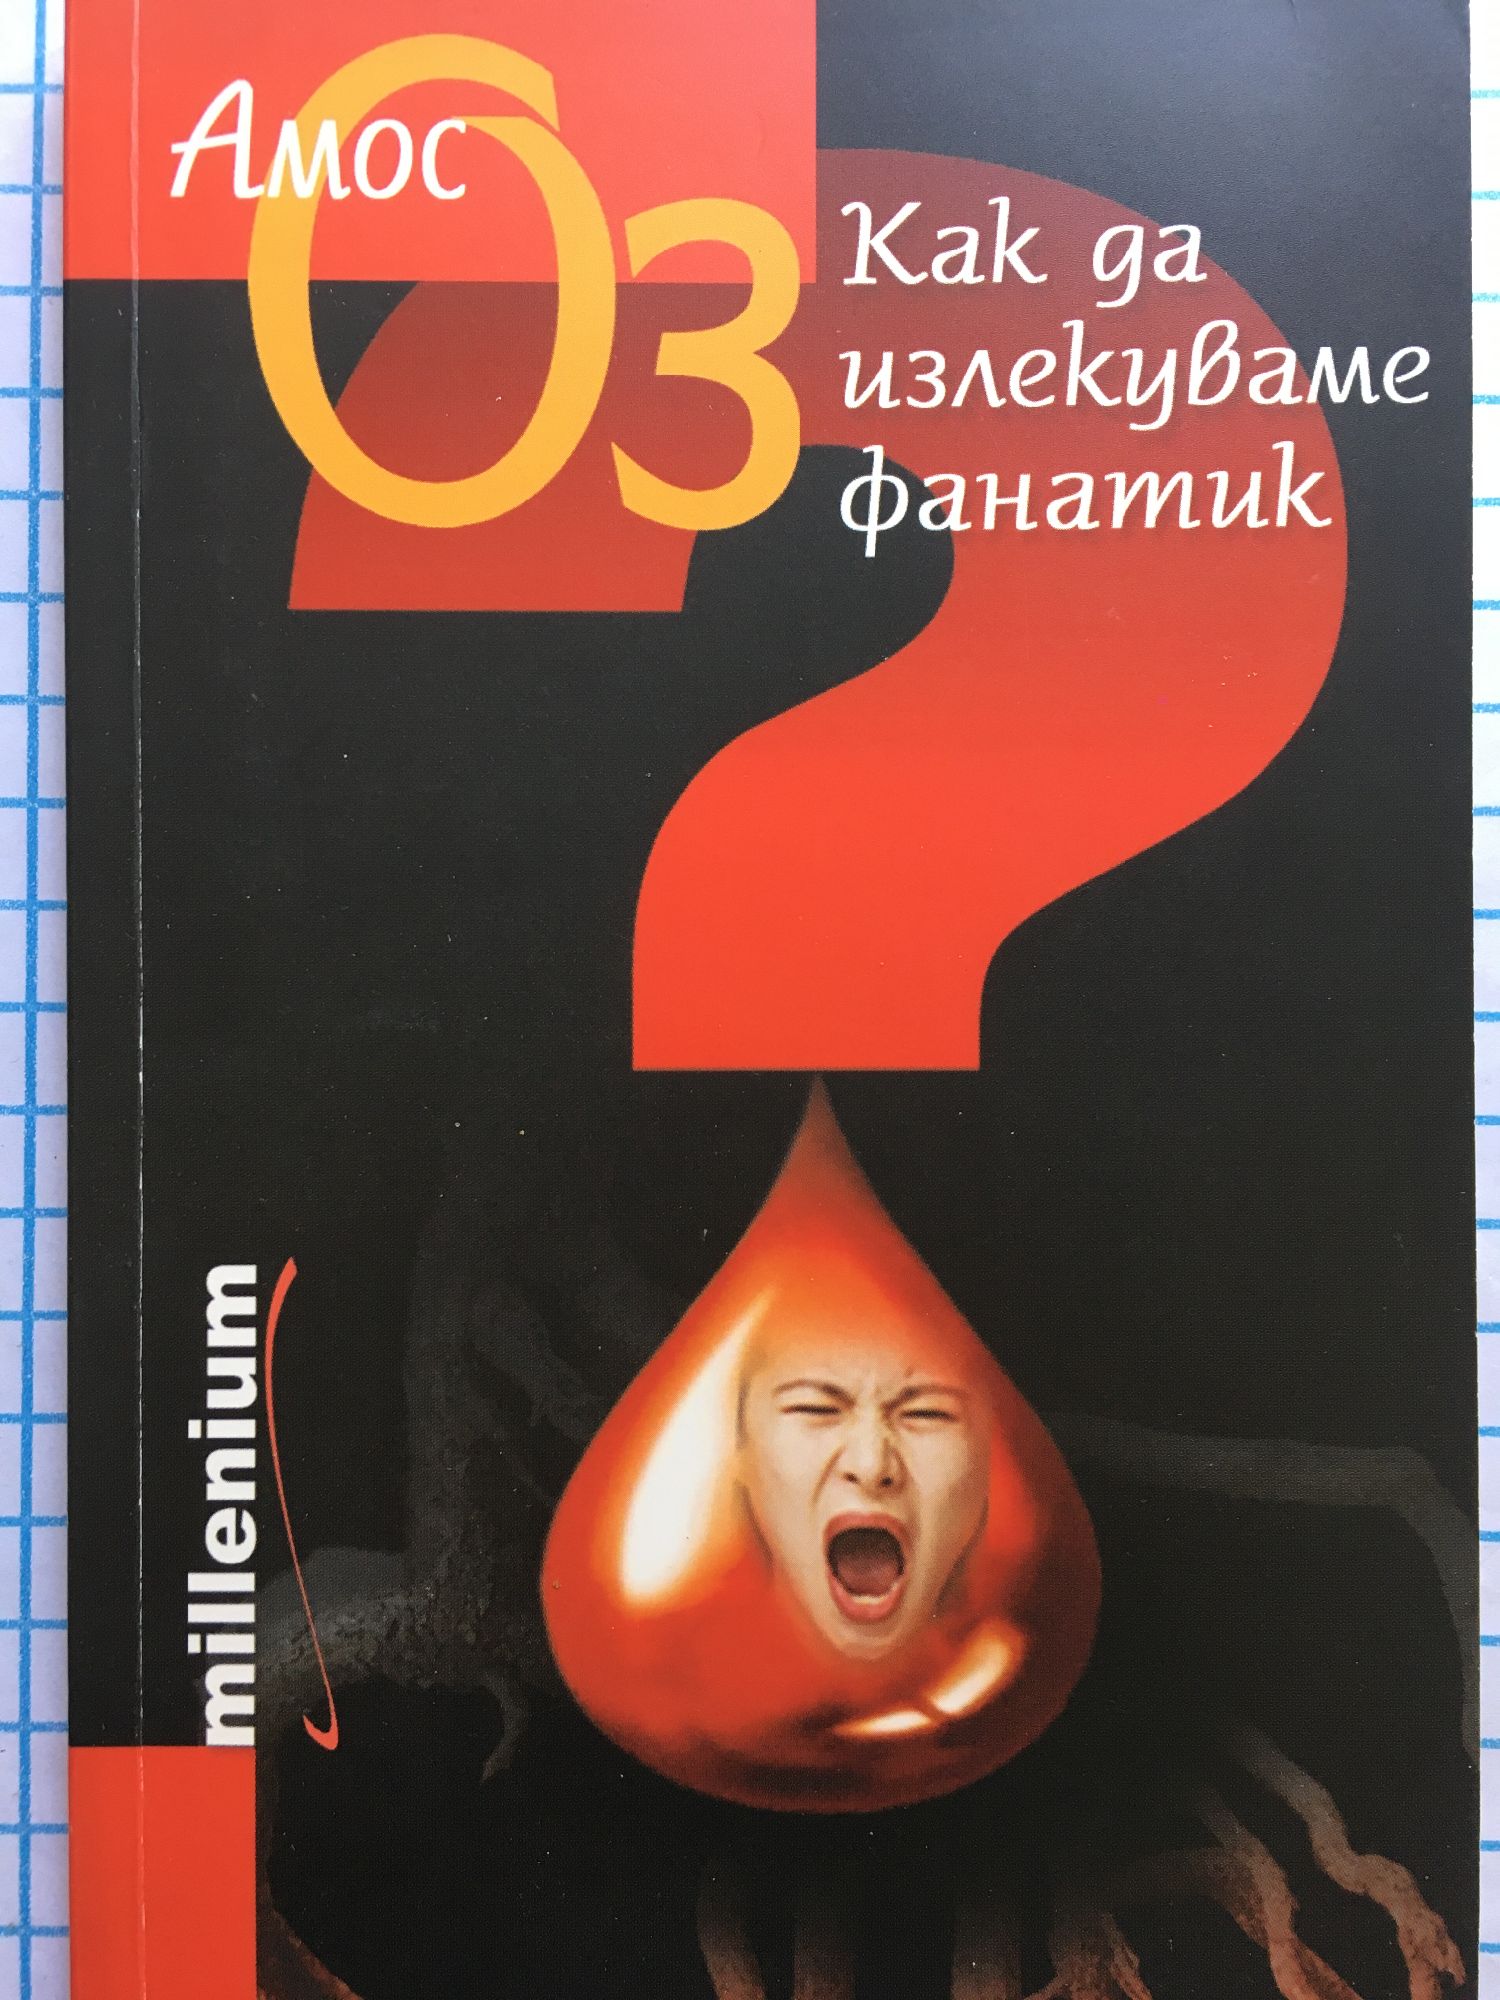 Амос
Оз
Как да
излекуваме
фанатик
millenium